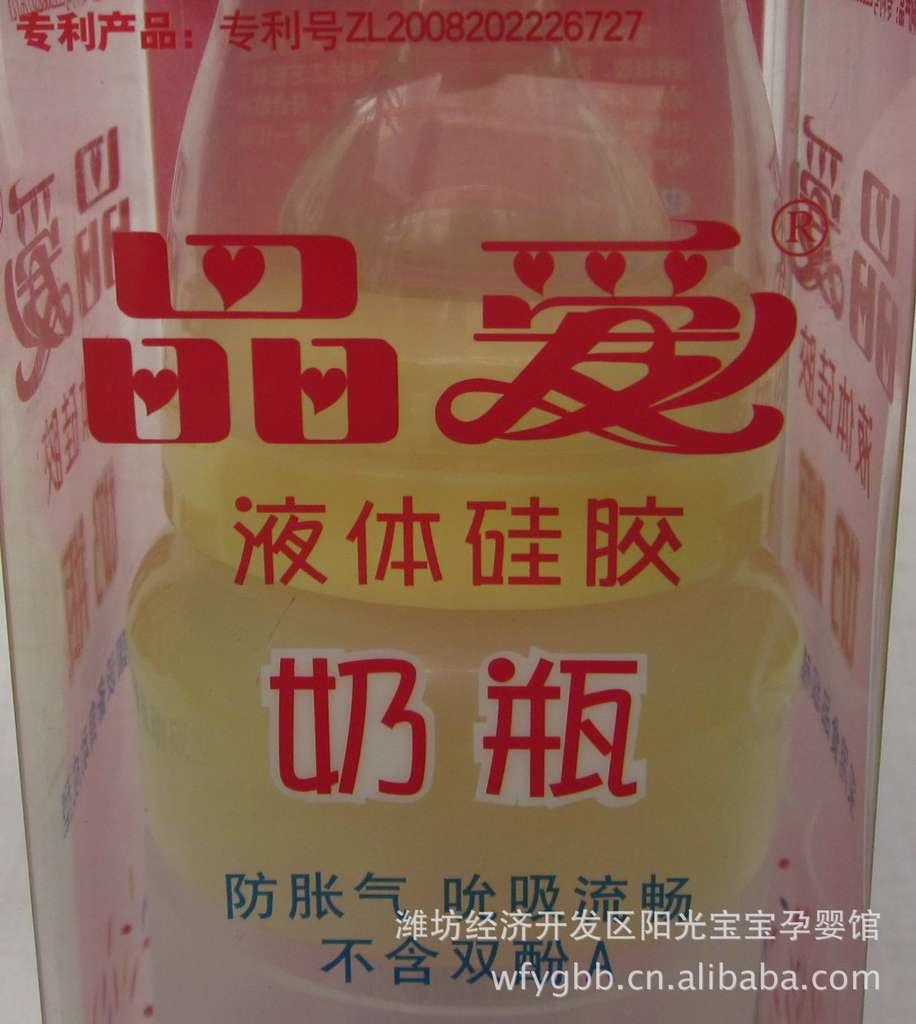 专利产品：专利号ZL2008202226727
晶爱®
液体硅胶
奶瓶
防胀气 吮吸流畅
不含双酚A
潍坊经济开发区阳光宝宝孕婴馆
wfygbb.cn.alibaba.com